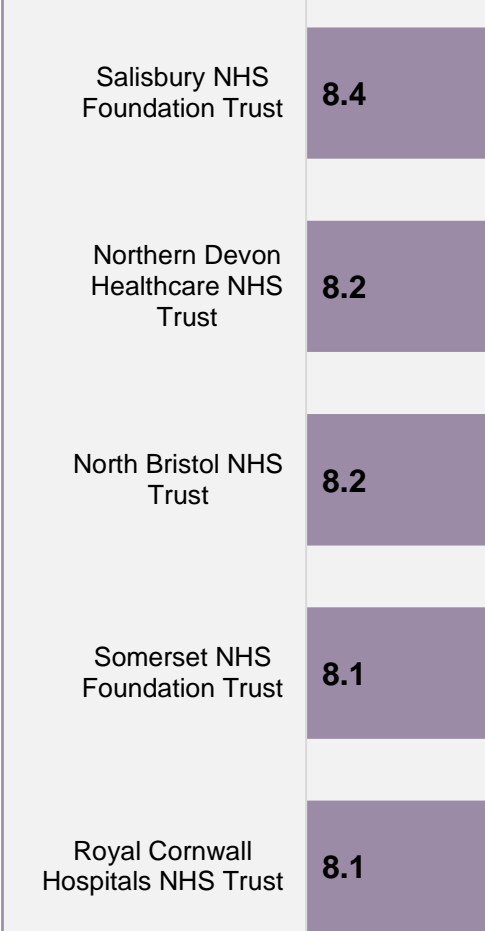 Salisbury NHS
Foundation Trust
8.4
Northern Devon
Healthcare NHS
Trust
8.2
North Bristol NHS
Trust
8.2
Somerset NHS
Foundation Trust
8.1
Royal Cornwall
Hospitals NHS Trust
8.1